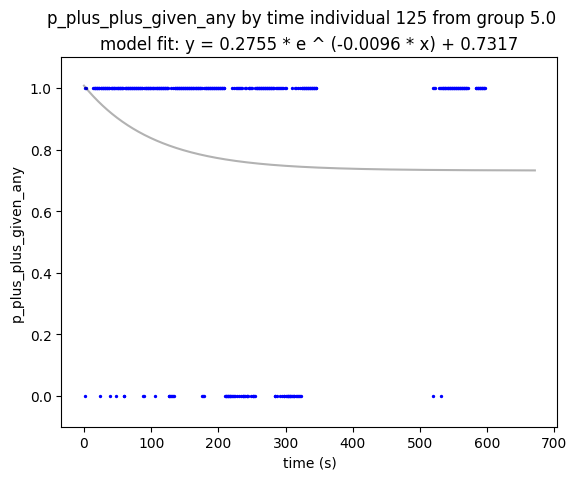 p_plus_plus_given_any by time individual 125 from group 5.0
model fit: y = 0.2755 * e ^ (-0.0096 * x) + 0.7317
1.0
0.8
0.6
0.4
0.2
0.0
p_plus_plus_given_any
0 100 200 300 400 500 600 700
time (s)